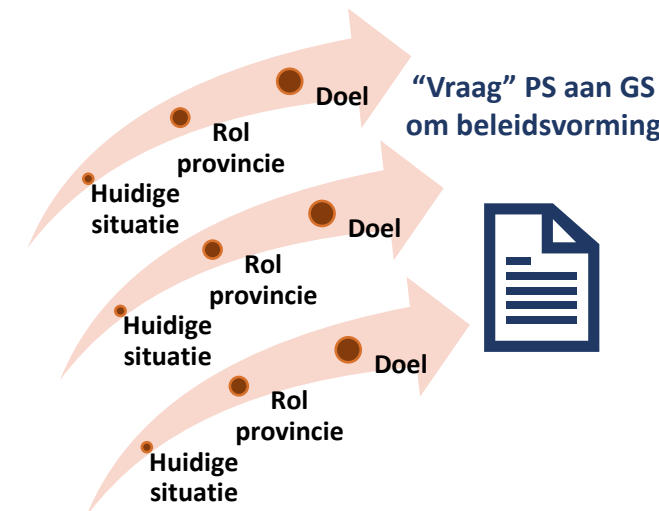 “Vraag” PS aan GS
om beleidsvorming
Doel
Rol
provincie
Huidige
situatie
Doel
Rol
provincie
Huidige
situatie
Doel
Rol
provincie
Huidige
situatie